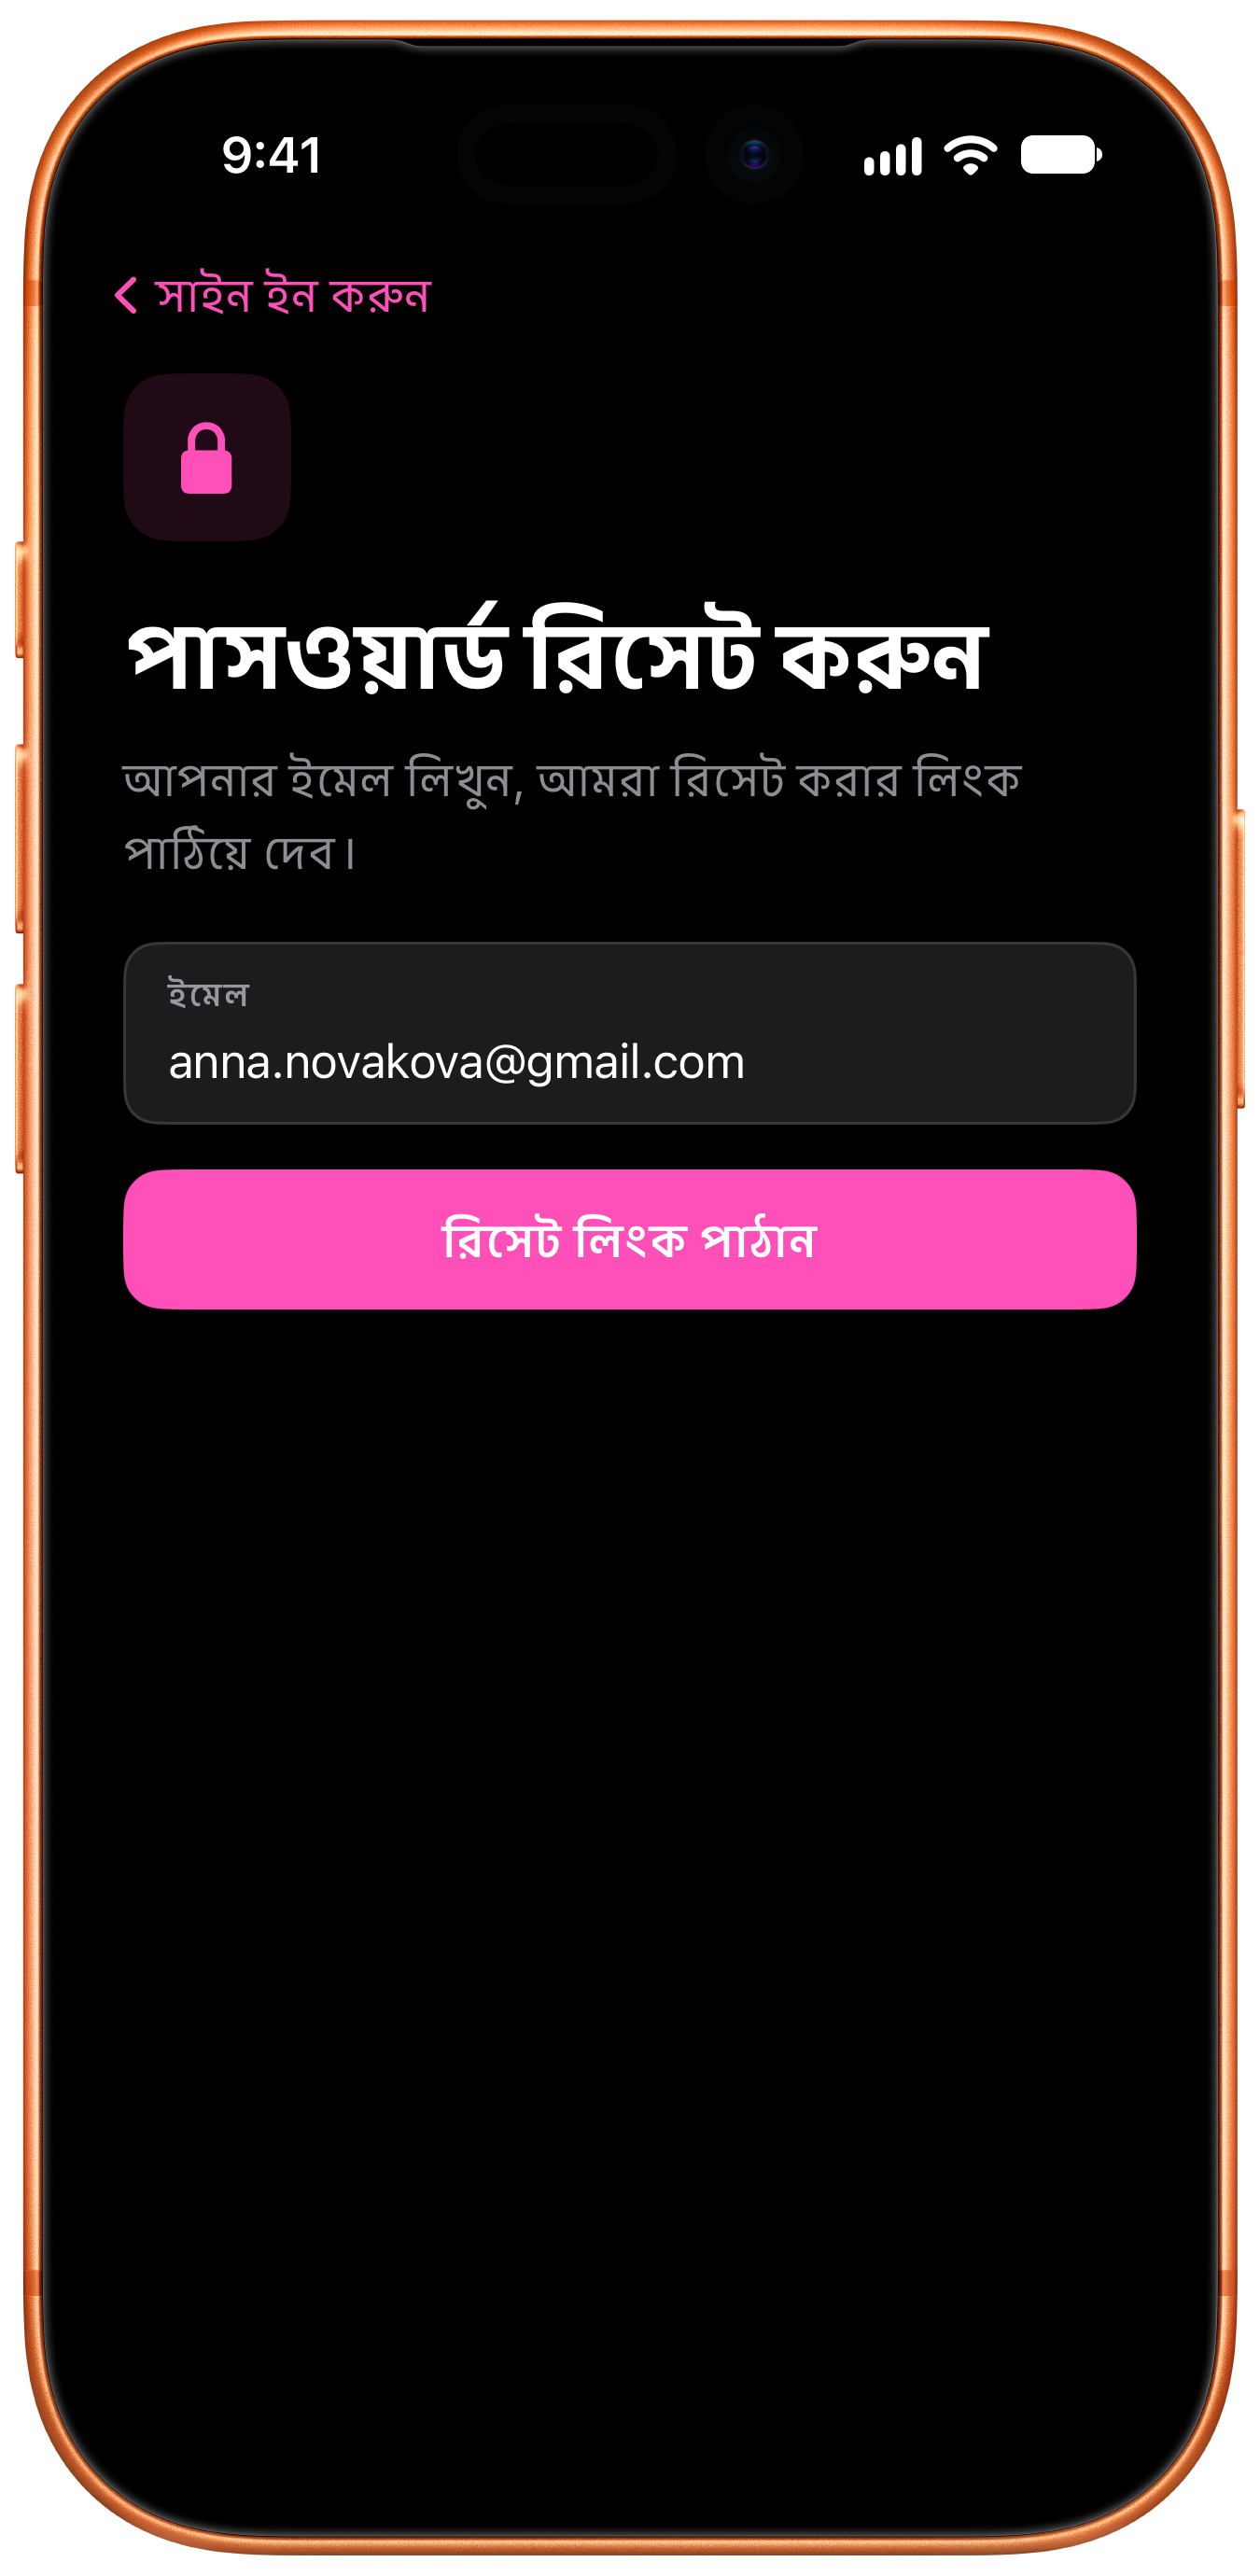 9:41
সাইন ইন করুন
পাসওয়ার্ড রিসেট করুন
আপনার ইমেল লিখুন, আমরা রিসেট করার লিংক
পাঠিয়ে দেব।
ইমেল
anna.novakova@gmail.com
রিসেট লিংক পাঠান